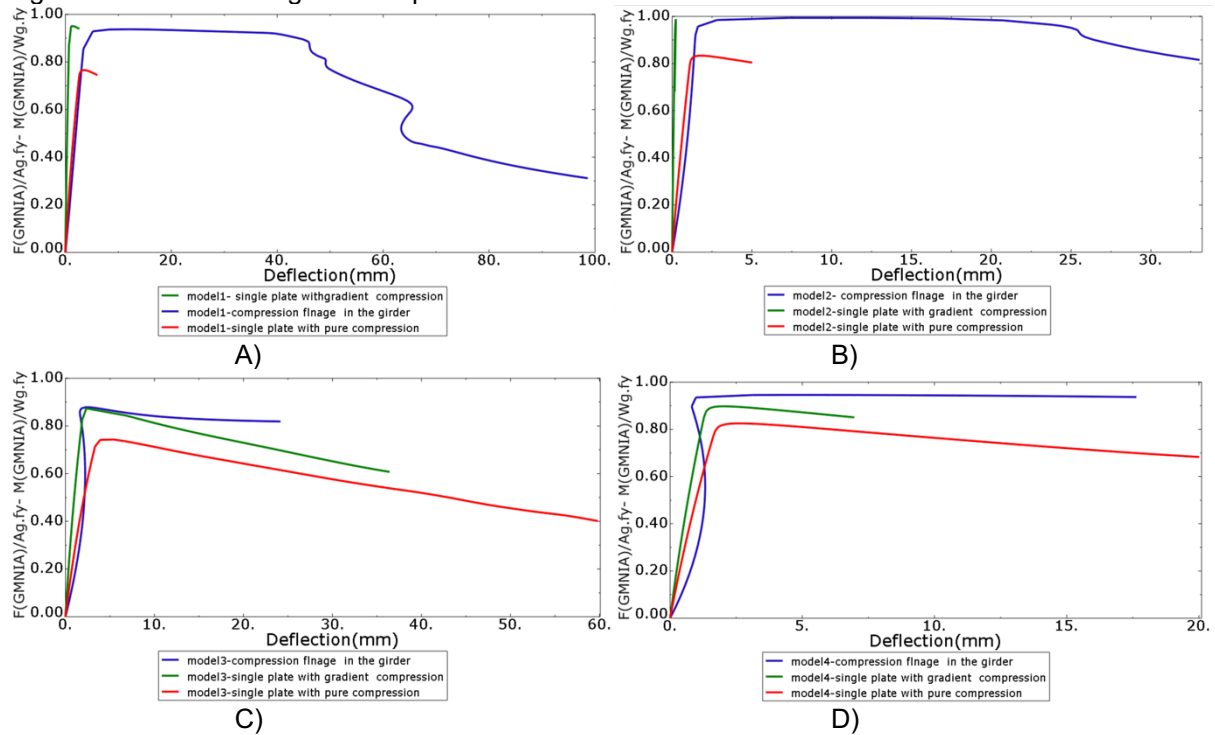 F(GMNIA)/Ag.fy- M(GMNIA)/Wg.fy
1.00
0.80
0.60
0.40
0.20
0.00
0.
20.
40.
60.
80.
100.
Deflection(mm)
model1- single plate withgradient compression
model1-compression flnage in the girder
model1-single plate with pure compression
A)
F(GMNIA)/Ag.fy- M(GMNIA)/Wg.fy
1.00
0.80
0.60
0.40
0.20
0.00
0.
5.
10.
15.
20.
25.
30.
Deflection(mm)
model2- compression flnage in the girder
model2-single plate with gradient compression
model2-single plate with pure compression
B)
F(GMNIA)/Ag.fy- M(GMNIA)/Wg.fy
1.00
0.80
0.60
0.40
0.20
0.00
0.
10.
20.
30.
40.
50.
60.
Deflection(mm)
model3-compression flnage in the girder
model3-single plate with gradient compression
model3-single plate with pure compression
C)
F(GMNIA)/Ag.fy- M(GMNIA)/Wg.fy
1.00
0.80
0.60
0.40
0.20
0.00
0.
5.
10.
15.
20.
Deflection(mm)
model4-compression flnage in the girder
model4-single plate with gradient compression
model4-single plate with pure compression
D)